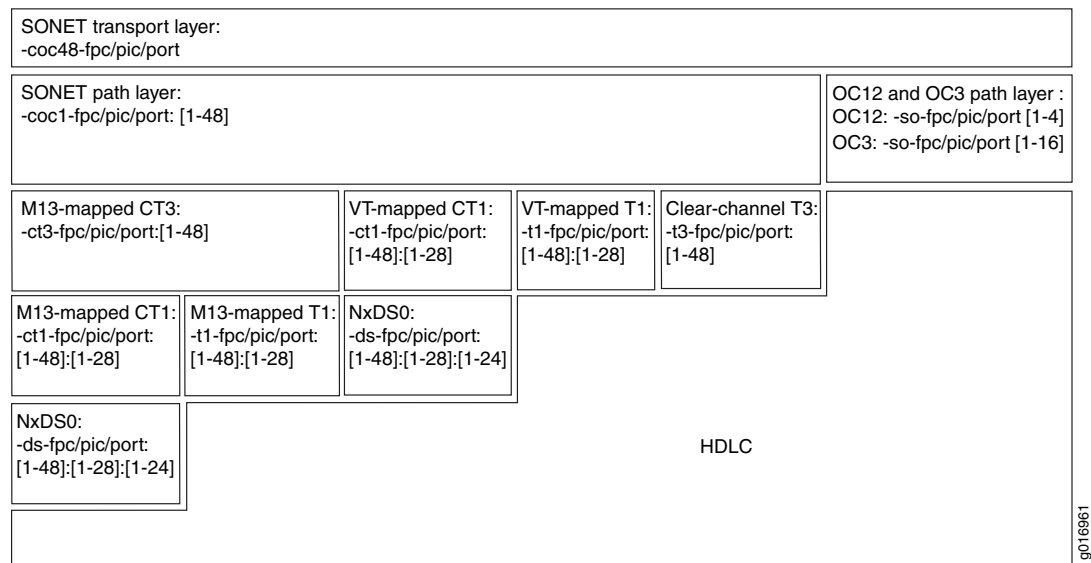 SONET transport layer:
-coc48-fpc/pic/port
SONET path layer:
-coc1-fpc/pic/port: [1-48]
OC12 and OC3 path layer :
OC12: -so-fpc/pic/port [1-4]
OC3: -so-fpc/pic/port [1-16]
M13-mapped CT3:
-ct3-fpc/pic/port:[1-48]
VT-mapped CT1:
-ct1-fpc/pic/port:
[1-48]:[1-28]
VT-mapped T1:
-t1-fpc/pic/port:
[1-48]:[1-28]
Clear-channel T3:
-t3-fpc/pic/port:
[1-48]
M13-mapped CT1:
-ct1-fpc/pic/port:
[1-48]:[1-28]
M13-mapped T1:
-t1-fpc/pic/port:
[1-48]:[1-28]
NxDS0:
-ds-fpc/pic/port:
[1-48]:[1-28]:[1-24]
NxDS0:
-ds-fpc/pic/port:
[1-48]:[1-28]:[1-24]
HDLC
g016961